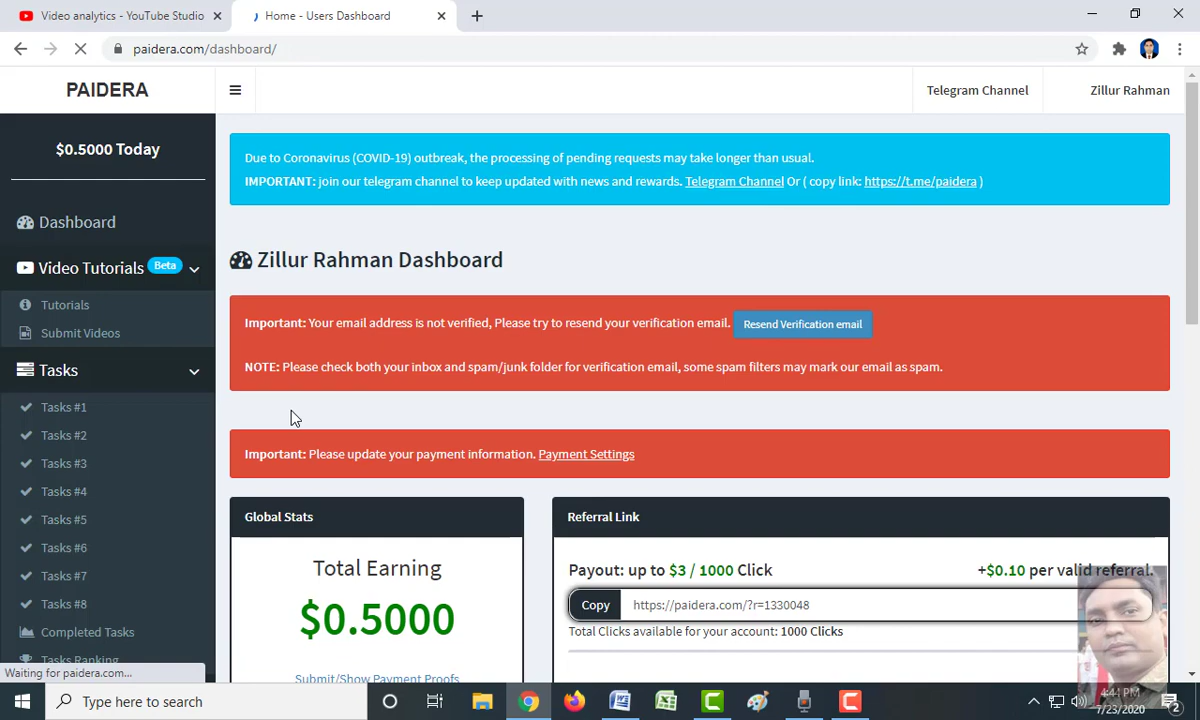 Video analytics - YouTube Studio
Home - Users Dashboard
paidera.com/dashboard/
PAIDERA
Telegram Channel
Zillur Rahman
$0.5000 Today
Due to Coronavirus (COVID-19) outbreak, the processing of pending requests may take longer than usual.
IMPORTANT: join our telegram channel to keep updated with news and rewards. Telegram Channel Or ( copy link: https://t.me/paidera )
Dashboard
Video Tutorials Beta
Tutorials
Submit Videos
Tasks
Tasks #1
Tasks #2
Tasks #3
Tasks #4
Tasks #5
Tasks #6
Tasks #7
Tasks #8
Completed Tasks
Tasks Ranking
Zillur Rahman Dashboard
Important: Your email address is not verified, Please try to resend your verification email. Resend Verification email
NOTE: Please check both your inbox and spam/junk folder for verification email, some spam filters may mark our email as spam.
Important: Please update your payment information. Payment Settings
Global Stats
Total Earning
$0.5000
Submit/Show Payment Proofs
Referral Link
Payout: up to $3 / 1000 Click
+$0.10 per valid referral.
Copy
https://paidera.com/?r=1330048
Total Clicks available for your account: 1000 Clicks
Waiting for paidera.com...
Type here to search
4:44 PM
7/23/2020
2